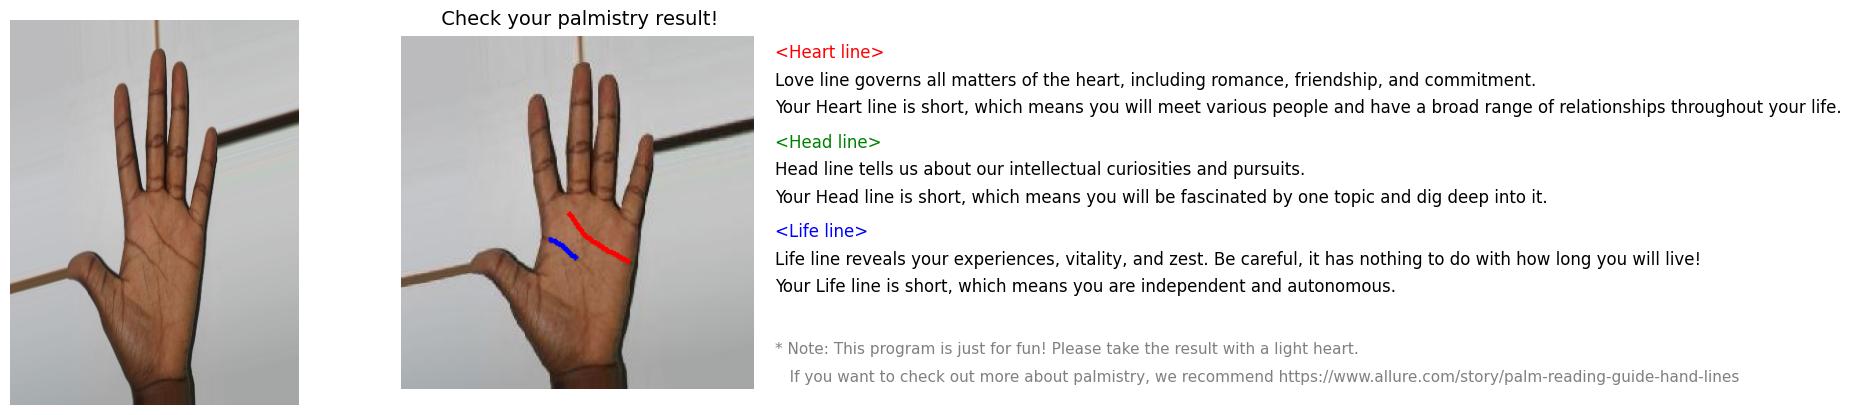 Check your palmistry result!
<Heart line>
Love line governs all matters of the heart, including romance, friendship, and commitment.
Your Heart line is short, which means you will meet various people and have a broad range of relationships throughout your life.
<Head line>
Head line tells us about our intellectual curiosities and pursuits.
Your Head line is short, which means you will be fascinated by one topic and dig deep into it.
<Life line>
Life line reveals your experiences, vitality, and zest. Be careful, it has nothing to do with how long you will live!
Your Life line is short, which means you are independent and autonomous.
* Note: This program is just for fun! Please take the result with a light heart.
If you want to check out more about palmistry, we recommend https://www.allure.com/story/palm-reading-guide-hand-lines